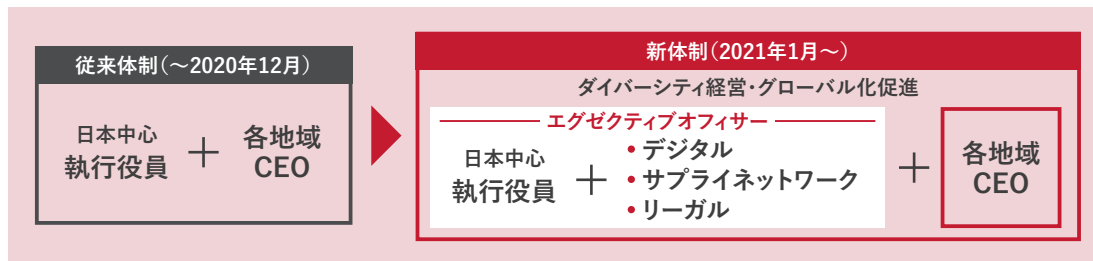 従来体制(〜2020年12月)
日本中心
執行役員
+
各地域
CEO
新体制(2021年1月〜)
ダイバーシティ経営・グローバル化促進
エグゼクティブオフィサー
日本中心
執行役員
+
• デジタル
• サプライネットワーク
• リーガル
+
各地域
CEO